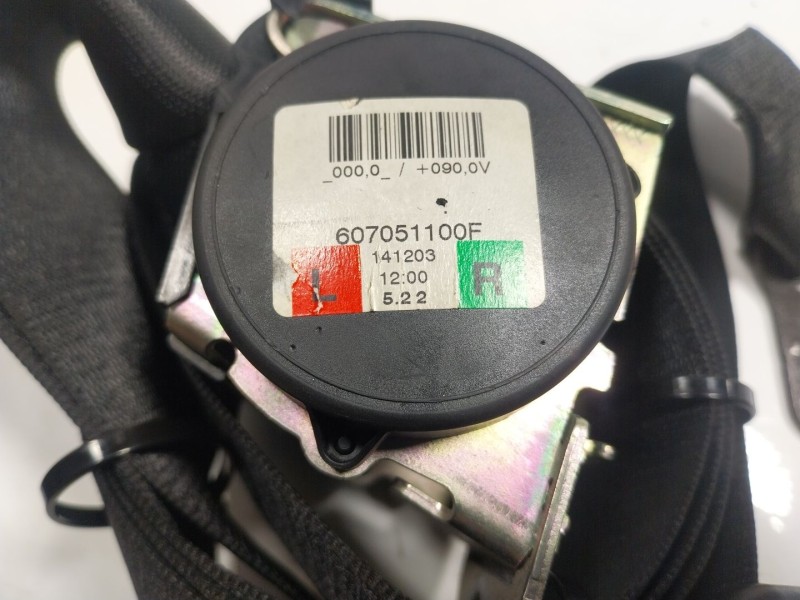 _000,0_ / +090,0V
607051100F
L 141203 R
12:00
5.22